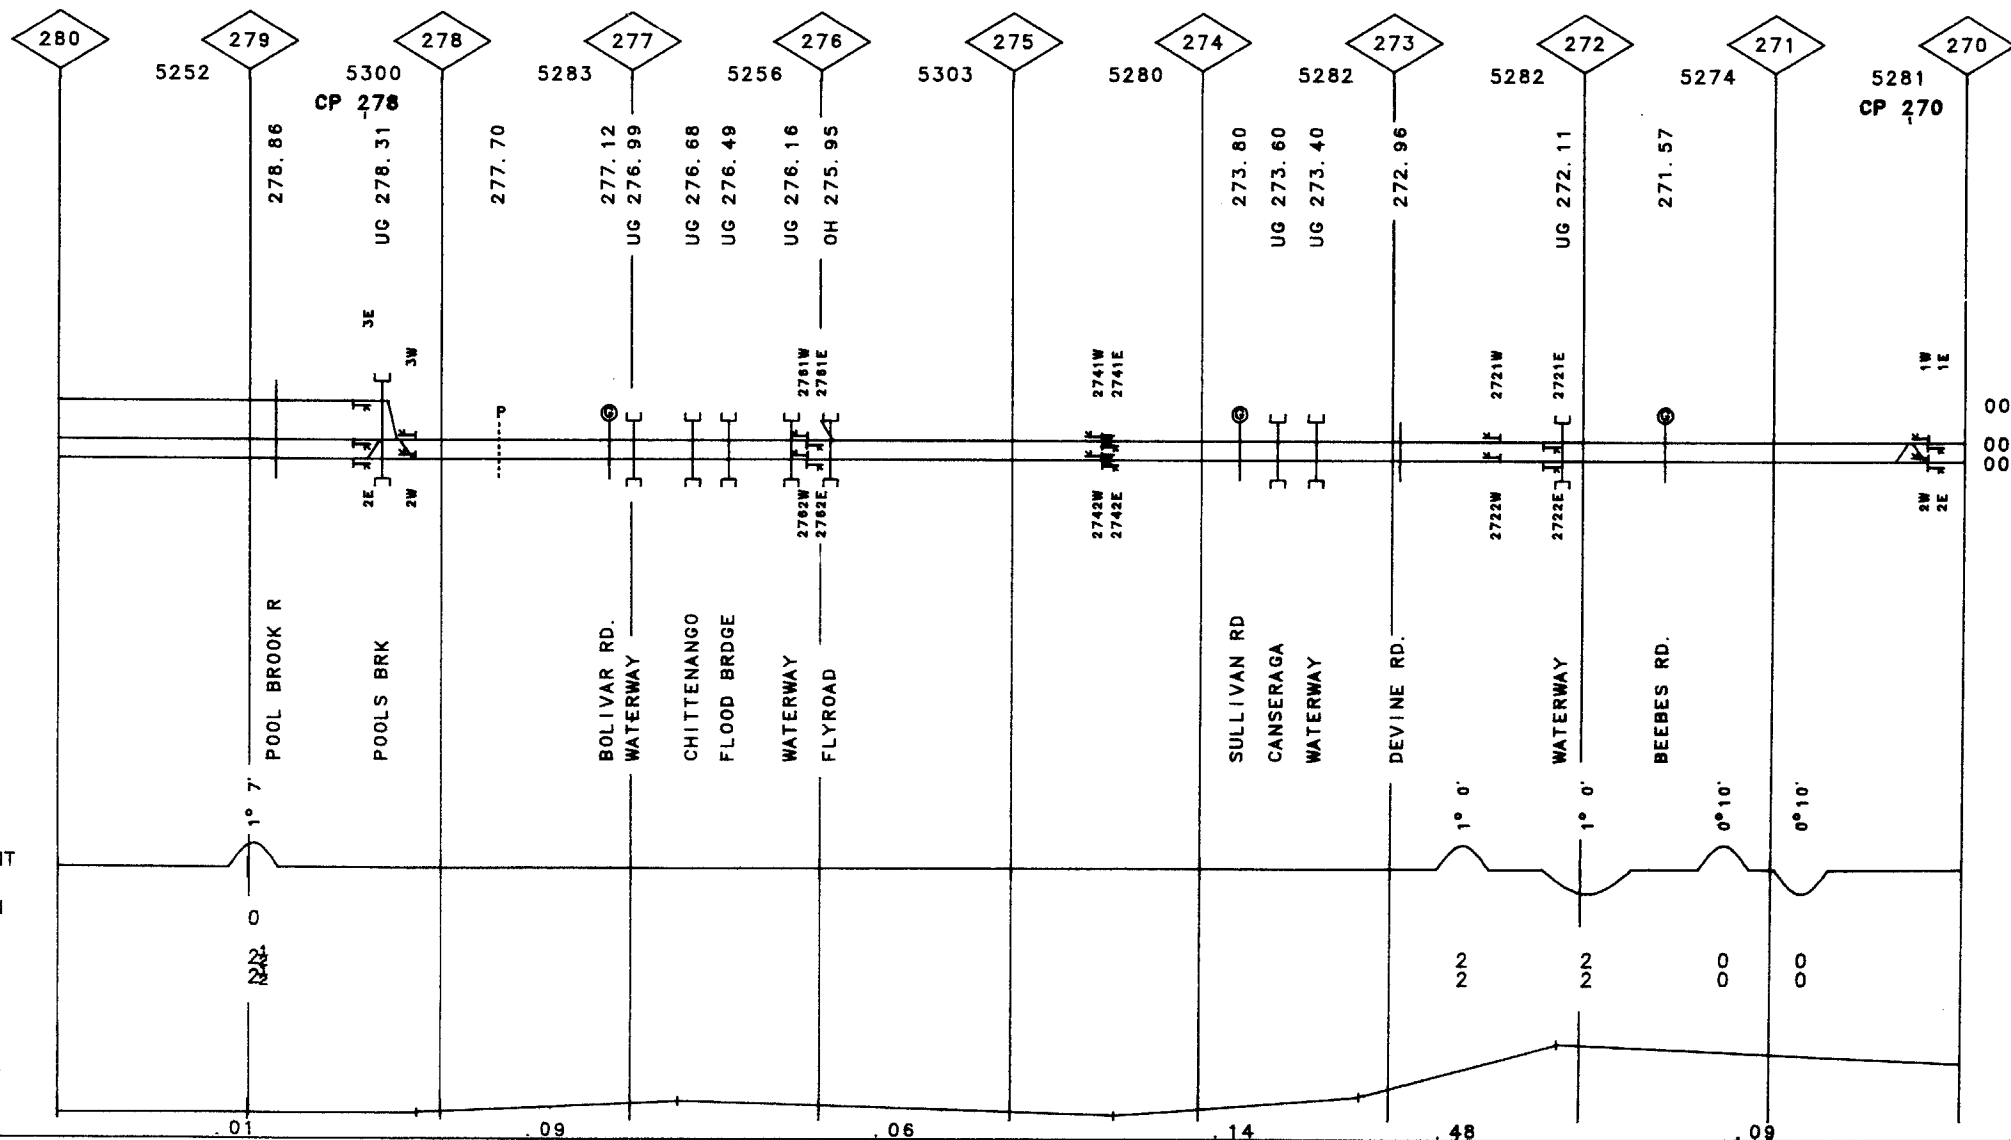 280 279 278 277 276 275 274 273 272 271 270
5252 5300 5283 5256 5303 5280 5282 5282 5274 5281
CP 278 CP 270
278.86
UG 278.31
277.70
277.12
UG 276.99
UG 276.68
UG 276.49
UG 276.16
OH 275.95
273.80
UG 273.60
UG 273.40
272.96
UG 272.11
271.57
3E
3W
2761W
2761E
2741W
2741E
2721W
2721E
1W
1E
P
G
G
G
00
00
00
2E
2W
2762W
2762E
2742W
2742E
2722W
2722E
2W
2E
POOL BROOK R
POOLS BRK
BOLIVAR RD.
WATERWAY
CHITTENANGO
FLOOD BRDGE
WATERWAY
FLYROAD
SULLIVAN RD
CANSERAGA
WATERWAY
DEVINE RD.
WATERWAY
BEEBES RD.
1° 7'
1° 0'
1° 0'
0°10'
0°10'
0
2 2 0 0
2 2 0 0
.01 .09 .06 .14 .48 .09